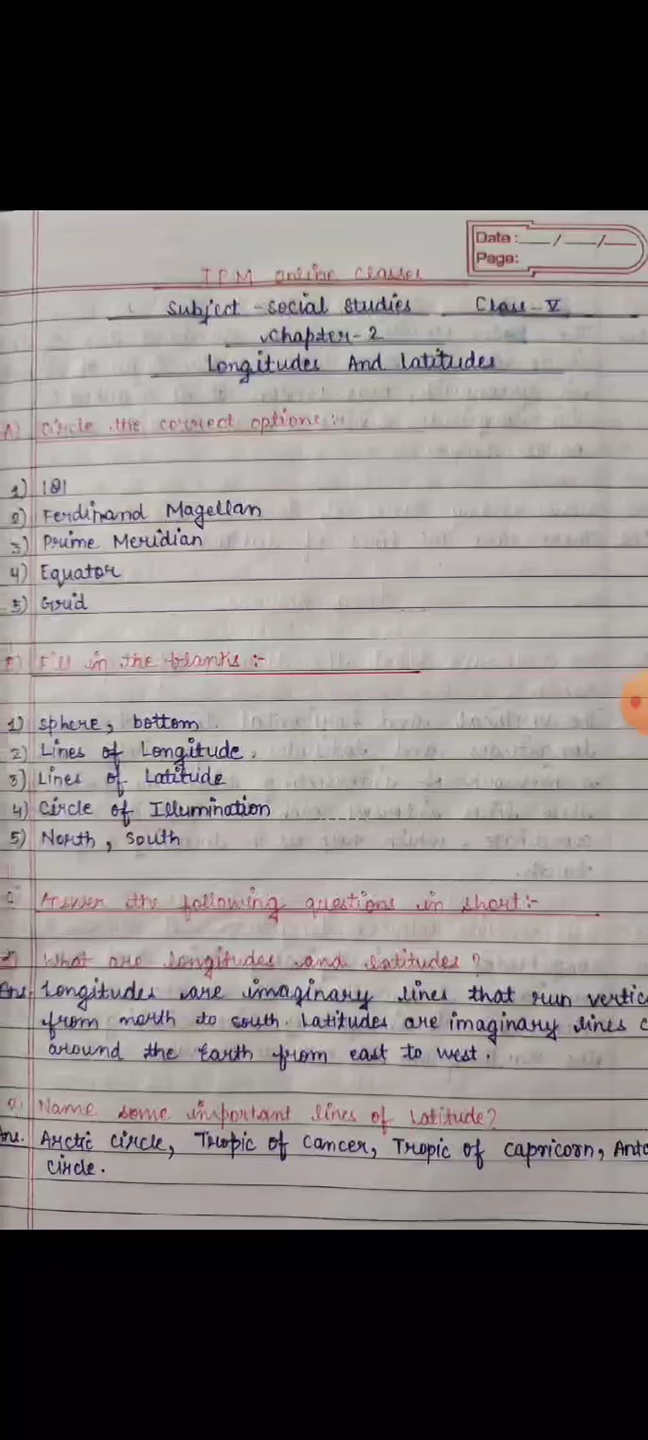 Date: __/__/__
Page:
TPM Online Classes
Subject - Social Studies Class - V
Chapter - 2
Longitudes And Latitudes
A) Circle the correct options :-
1) 181
2) Ferdinand Magellan
3) Prime Meridian
4) Equator
5) Grid
B) Fill in the blanks :-
1) sphere, bottom.
2) Lines of Longitude.
3) Lines of Latitude
4) Circle of Illumination
5) North, south
C Answer the following questions in short:-
What are longitudes and latitudes?
Ans. Longitudes are imaginary lines that run
from north to south. Latitudes are imaginary lines
around the Earth from east to west.
Name some important lines of Latitude?
Ans. Arctic circle, Tropic of cancer, Tropic of capricorn,
circle.